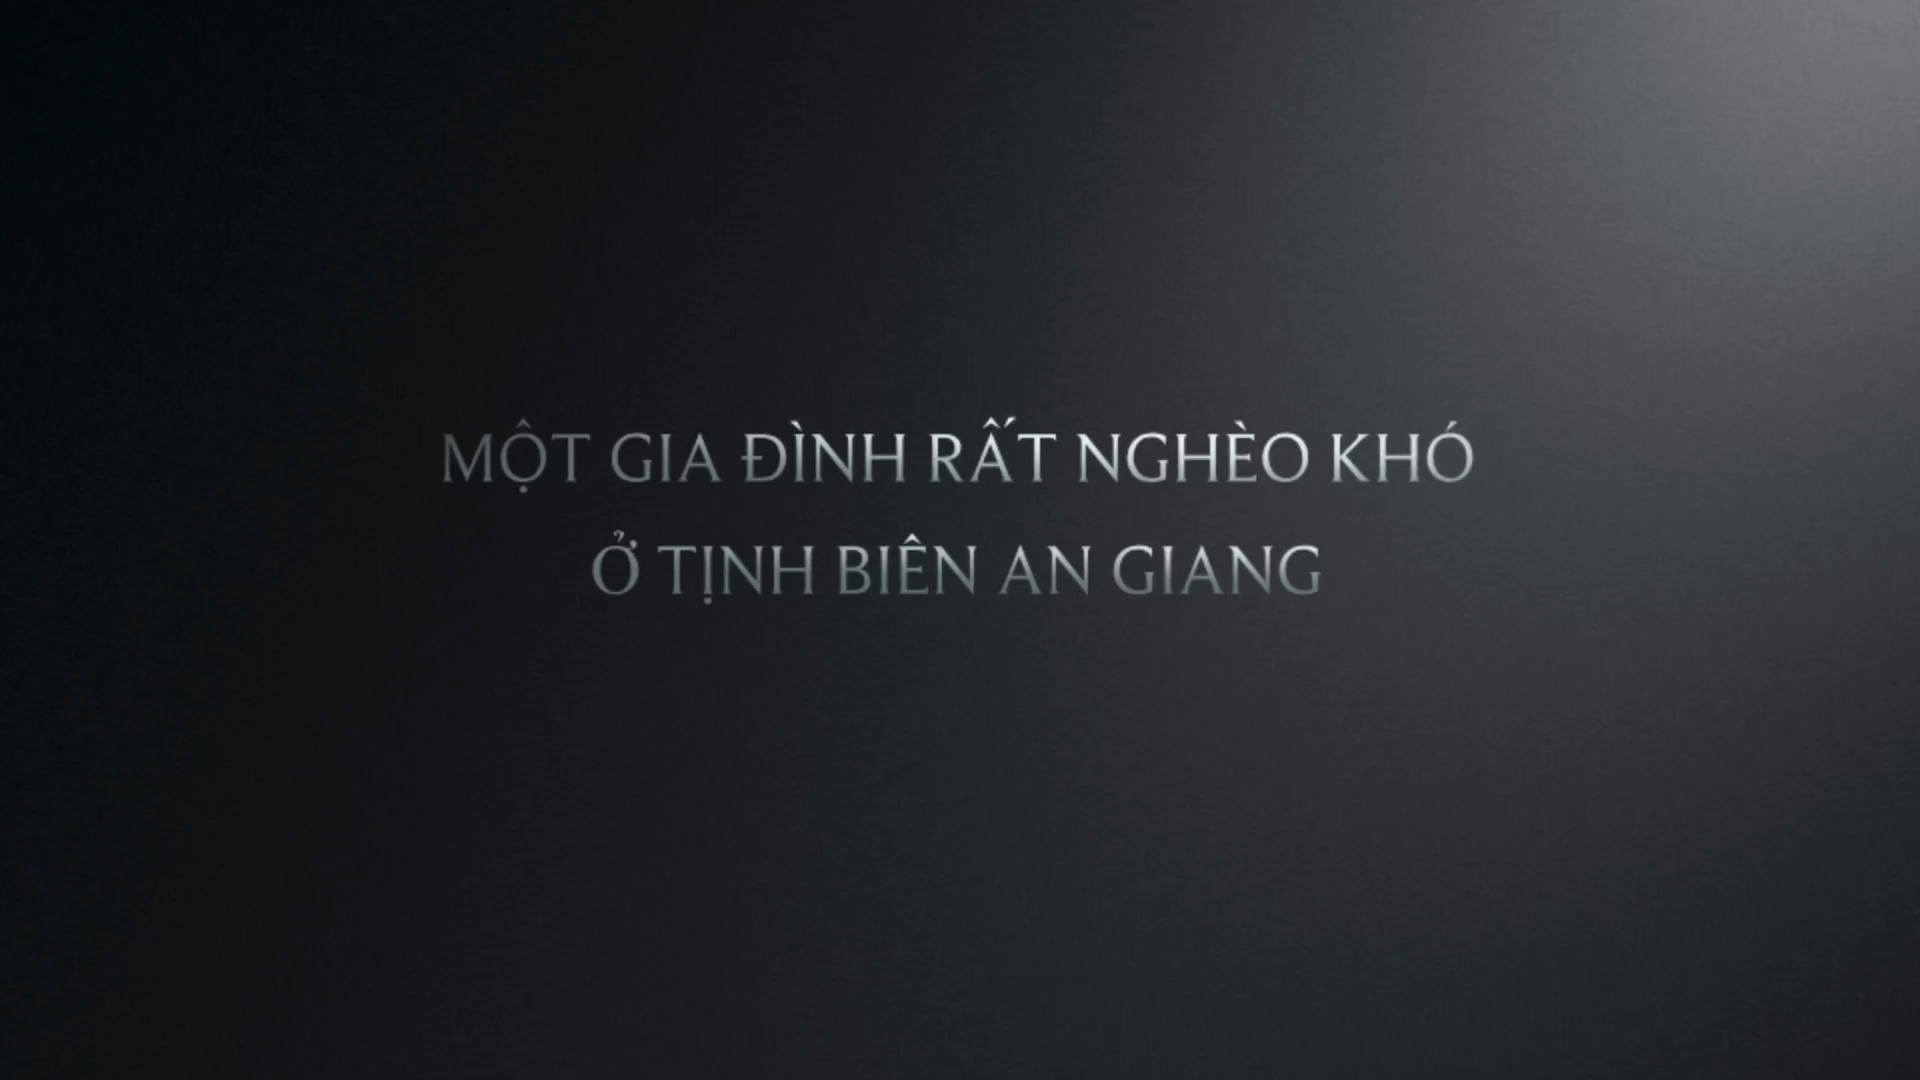 MỘT GIA ĐÌNH RẤT NGHÈO KHÓ
Ở TỊNH BIÊN AN GIANG